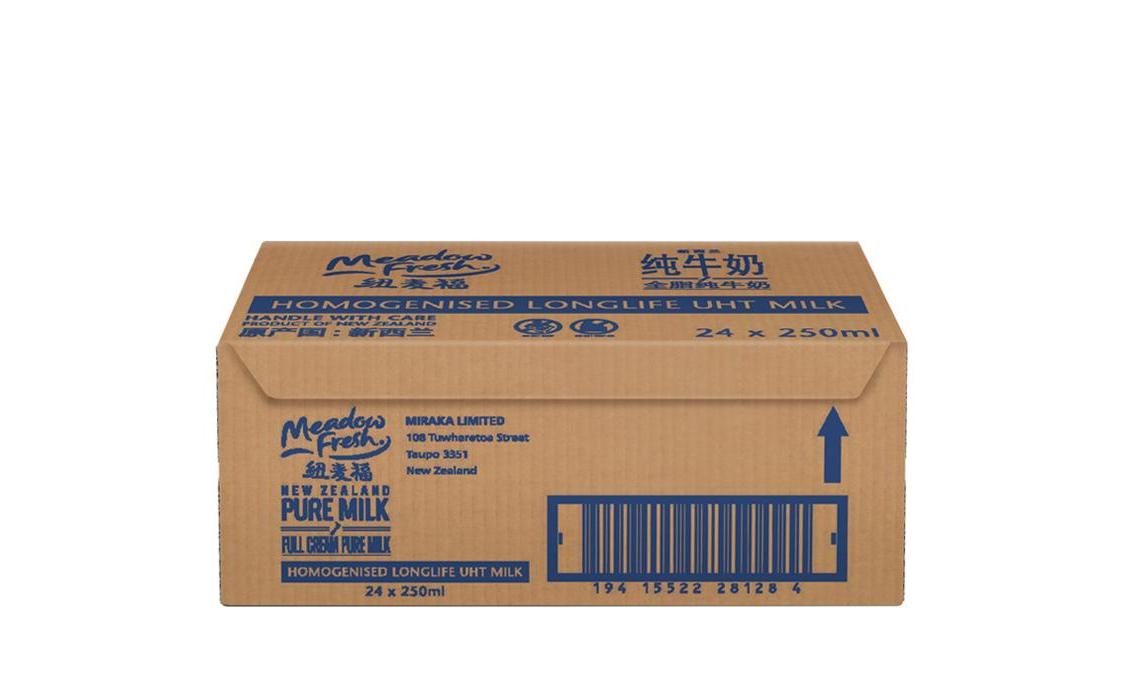 Meadow Fresh.
紐麦福
纯牛奶
全脂纯牛奶
HOMOGENISED LONGLIFE UHT MILK
HANDLE WITH CARE
PRODUCT OF NEW ZEALAND
原产国：新西兰
24 x 250ml
Meadow Fresh.
紐麦福
NEW ZEALAND
PURE MILK
FULL CREAM PURE MILK
HOMOGENISED LONGLIFE UHT MILK
24 x 250ml
MIRAKA LIMITED
108 Tuwharetoa Street
Taupo 3351
New Zealand
194 15522 28128 4